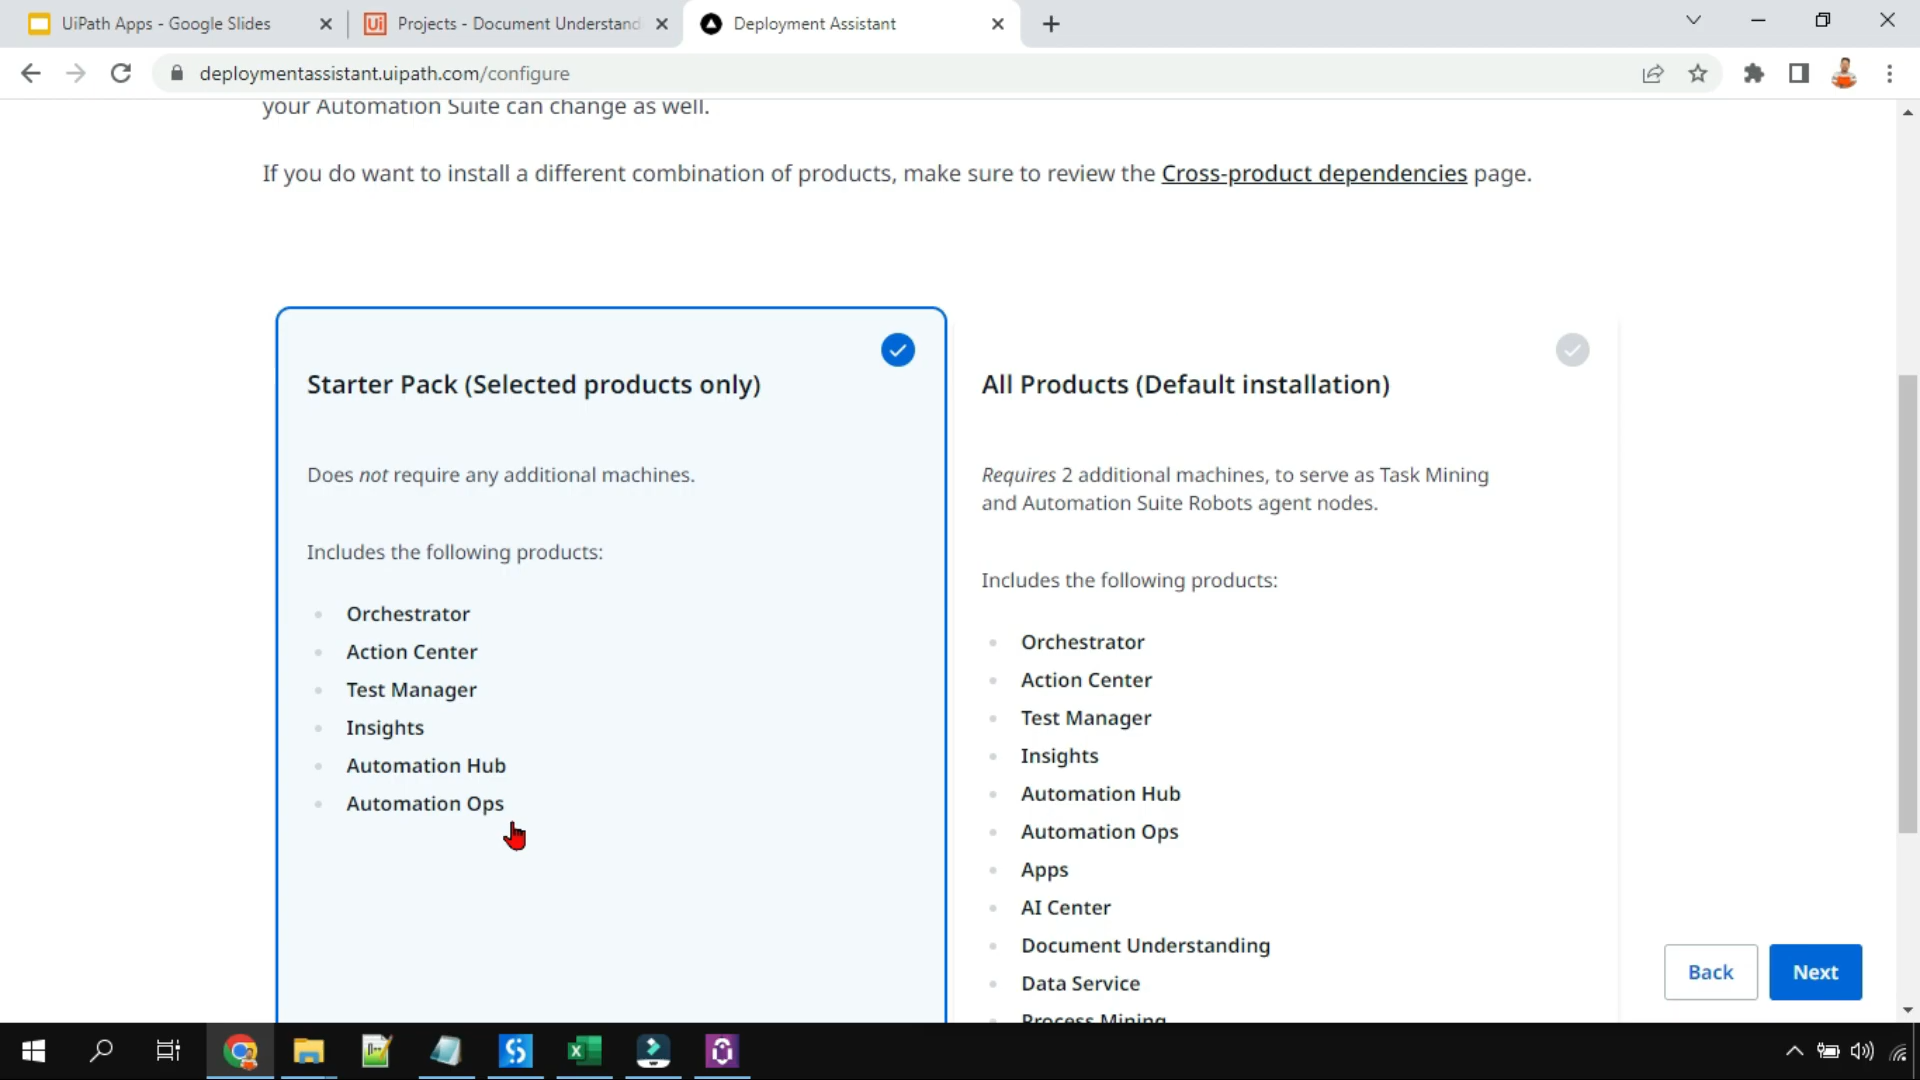 UiPath Apps - Google Slides
Projects - Document Understand
Deployment Assistant
deploymentassistant.uipath.com/configure
your Automation Suite can change as well.
If you do want to install a different combination of products, make sure to review the Cross-product dependencies page.
Starter Pack (Selected products only)
Does not require any additional machines.
Includes the following products:
Orchestrator
Action Center
Test Manager
Insights
Automation Hub
Automation Ops
All Products (Default installation)
Requires 2 additional machines, to serve as Task Mining
and Automation Suite Robots agent nodes.
Includes the following products:
Orchestrator
Action Center
Test Manager
Insights
Automation Hub
Automation Ops
Apps
AI Center
Document Understanding
Data Service
Process Mining
Back
Next